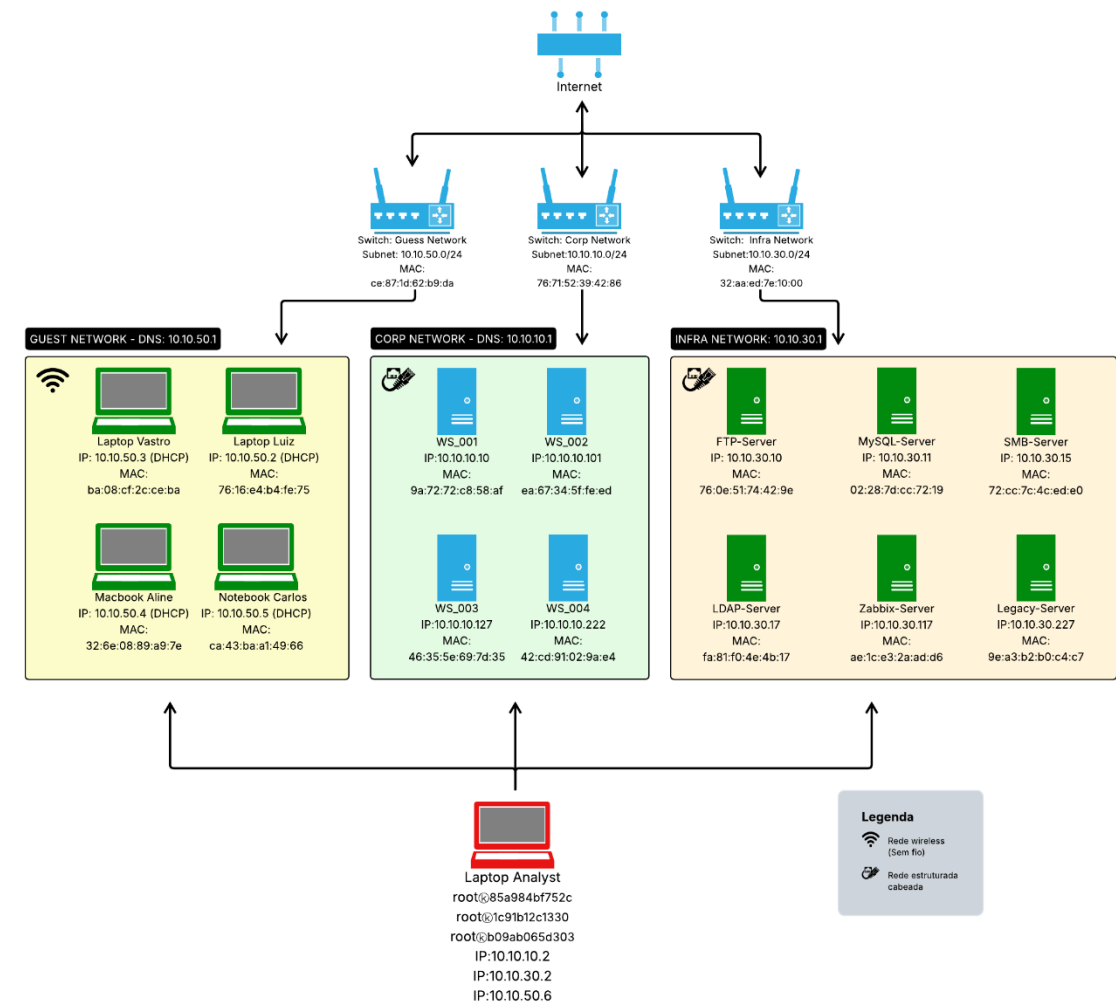 Internet
Switch: Guess Network
Subnet: 10.10.50.0/24
MAC:
ce:87:1d:62:b9:da
Switch: Corp Network
Subnet:10.10.10.0/24
MAC:
76:71:52:39:42:86
Switch: Infra Network
Subnet:10.10.30.0/24
MAC:
32:aa:ed:7e:10:00
GUEST NETWORK - DNS: 10.10.50.1
Laptop Vastro
IP: 10.10.50.3 (DHCP)
MAC:
ba:08:cf:2c:ce:ba
Laptop Luiz
IP: 10.10.50.2 (DHCP)
MAC:
76:16:e4:b4:fe:75
Macbook Aline
IP: 10.10.50.4 (DHCP)
MAC:
32:6e:08:89:a9:7e
Notebook Carlos
IP: 10.10.50.5 (DHCP)
MAC:
ca:43:ba:a1:49:66
CORP NETWORK - DNS: 10.10.10.1
WS_001
IP:10.10.10.10
MAC:
9a:72:72:c8:58:af
WS_002
IP:10.10.10.101
MAC:
ea:67:34:5f:fe:ed
WS_003
IP:10.10.10.127
MAC:
46:35:5e:69:7d:35
WS_004
IP:10.10.10.222
MAC:
42:cd:91:02:9a:e4
INFRA NETWORK: 10.10.30.1
FTP-Server
IP: 10.10.30.10
MAC:
76:0e:51:74:42:9e
MySQL-Server
IP: 10.10.30.11
MAC:
02:28:7d:cc:72:19
SMB-Server
IP: 10.10.30.15
MAC:
72:cc:7c:4c:ed:e0
LDAP-Server
IP:10.10.30.17
MAC:
fa:81:f0:4e:4b:17
Zabbix-Server
IP:10.10.30.117
MAC:
ae:1c:e3:2a:ad:d6
Legacy-Server
IP:10.10.30.227
MAC:
9e:a3:b2:b0:c4:c7
Laptop Analyst
root㉿85a984bf752c
root㉿1c91b12c1330
root㉿b09ab065d303
IP:10.10.10.2
IP:10.10.30.2
IP:10.10.50.6
Legenda
Rede wireless
(Sem fio)
Rede estruturada
cabeada